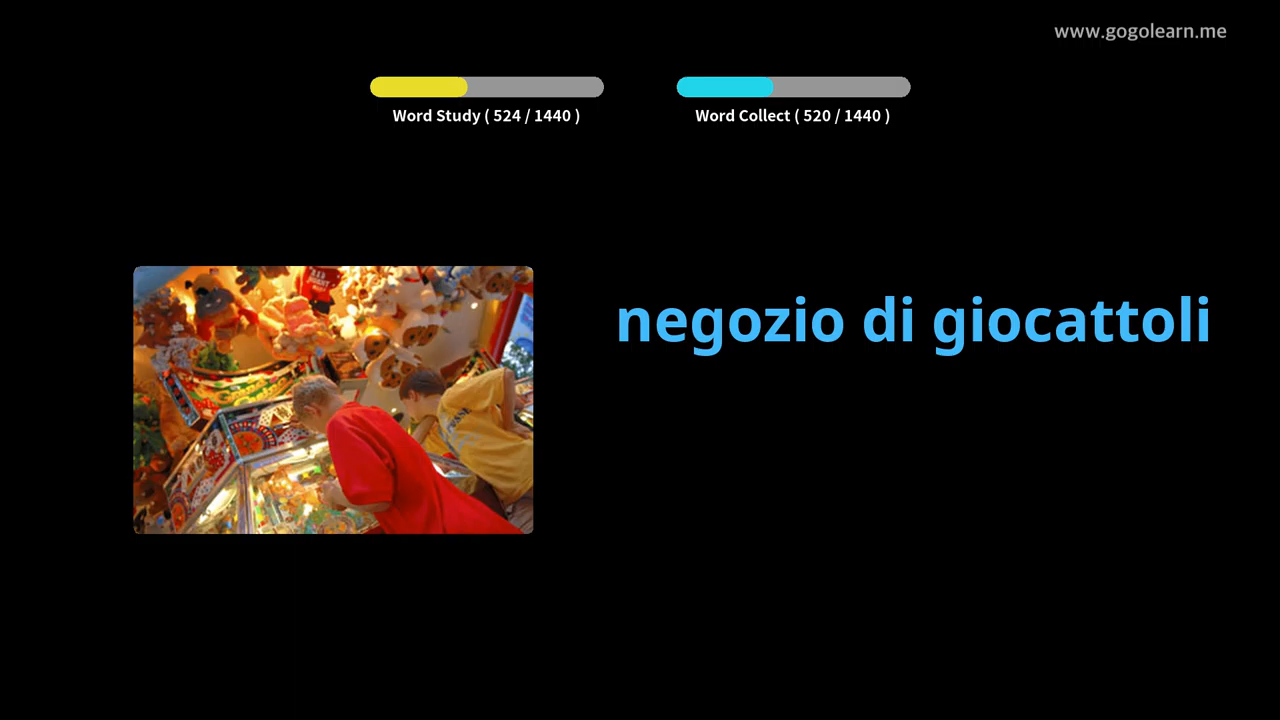 www.gogolearn.me
Word Study ( 524 / 1440 )
Word Collect ( 520 / 1440 )
negozio di giocattoli